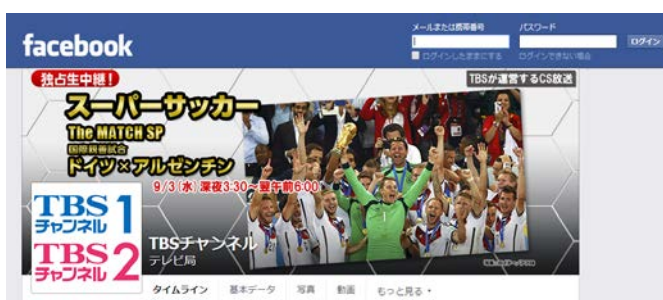 メールまたは携帯番号 パスワード
facebook
ログイン
ログインしたままにする ログインできない場合
独占生中継！
TBSが運営するCS放送
スーパーサッカー
The MATCH SP
国際親善試合
ドイツ×アルゼンチン
9/3(水)深夜3:30～翌午前6:00
TBS 1
チャンネル
TBS 2
チャンネル
TBSチャンネル
テレビ局
タイムライン 基本データ 写真 動画 もっと見る